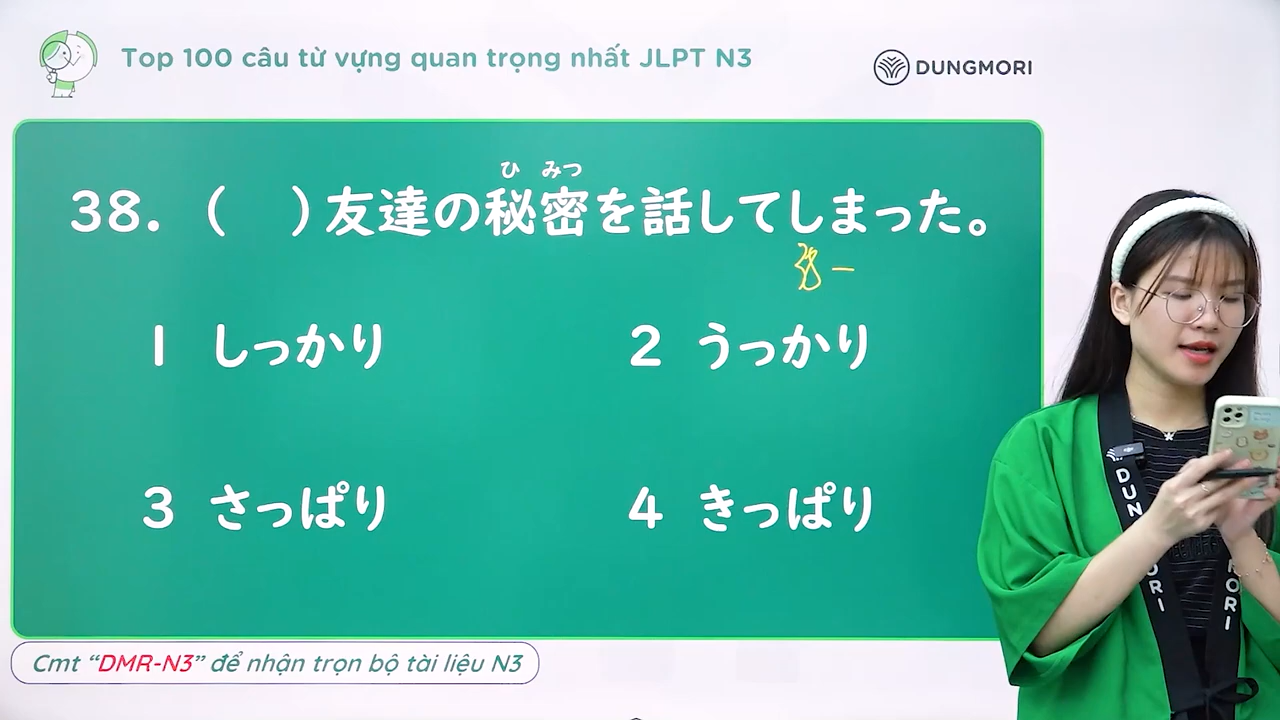 Top 100 câu từ vựng quan trọng nhất JLPT N3
DUNGMORI
ひ みつ
38. ( ) 友達の秘密を話してしまった。
1 しっかり
2 うっかり
3 さっぱり
4 きっぱり
Cmt “DMR-N3” để nhận trọn bộ tài liệu N3